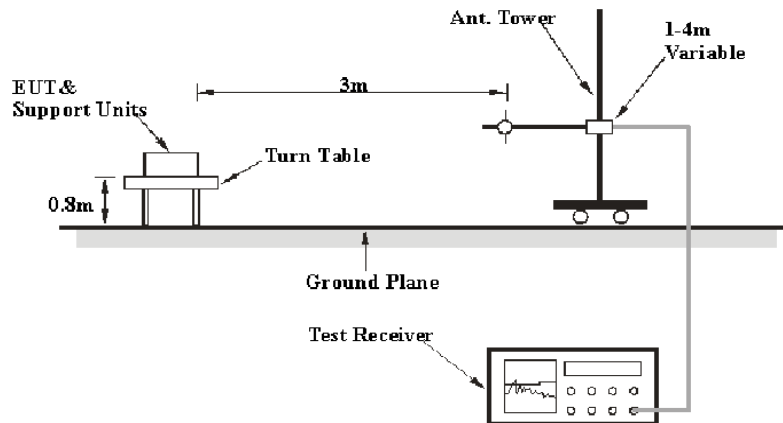 Ant. Tower
1-4m
Variable
EUT &
Support Units
3m
Turn Table
0.8m
Ground Plane
Test Receiver